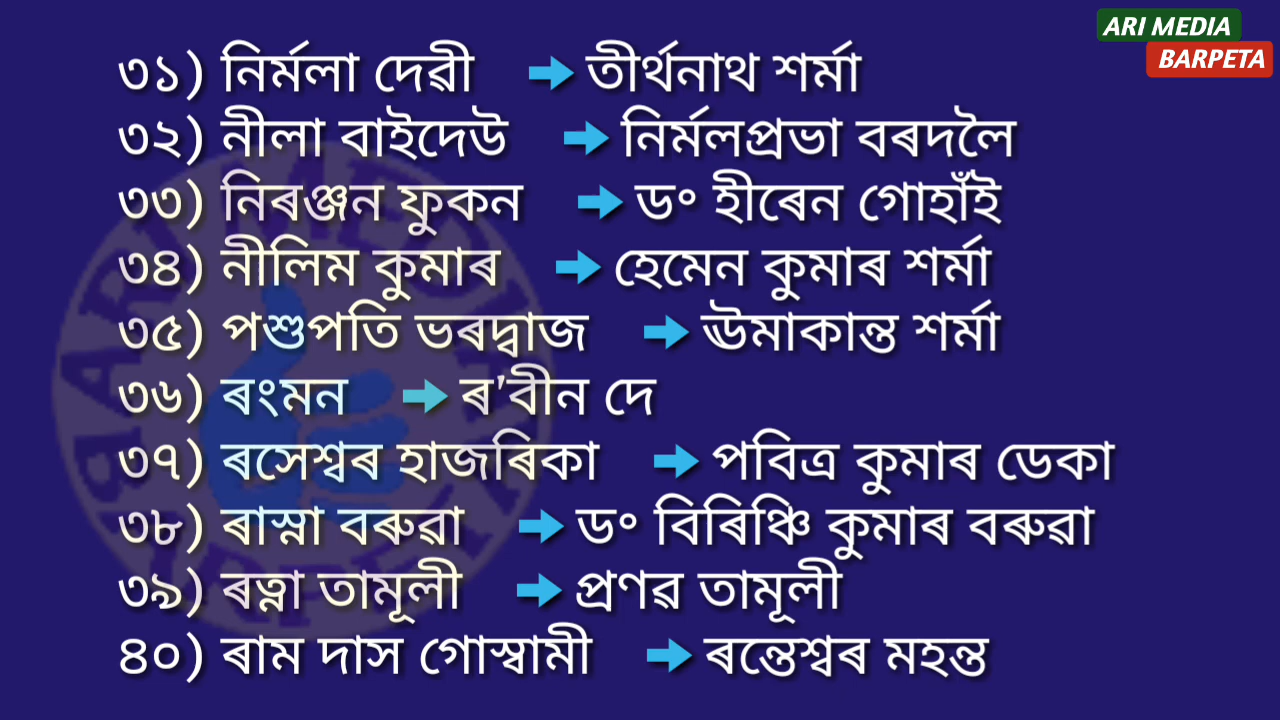 ARI MEDIA
BARPETA
৩১) নিৰ্মলা দেৱী ➡ তীৰ্থনাথ শৰ্মা
৩২) নীলা বাইদেউ ➡ নিৰ্মলপ্ৰভা বৰদলৈ
৩৩) নিৰঞ্জন ফুকন ➡ ড° হীৰেন গোহাঁই
৩৪) নীলিম কুমাৰ ➡ হেমেন কুমাৰ শৰ্মা
৩৫) পশুপতি ভৰদ্বাজ ➡ ঊমাকান্ত শৰ্মা
৩৬) ৰংমন ➡ ৰ'বীন দে
৩৭) ৰসেশ্বৰ হাজৰিকা ➡ পবিত্ৰ কুমাৰ ডেকা
৩৮) ৰাস্না বৰুৱা ➡ ড° বিৰিঞ্চি কুমাৰ বৰুৱা
৩৯) ৰত্না তামূলী ➡ প্ৰণৱ তামূলী
৪০) ৰাম দাস গোস্বামী ➡ ৰন্তেশ্বৰ মহন্ত